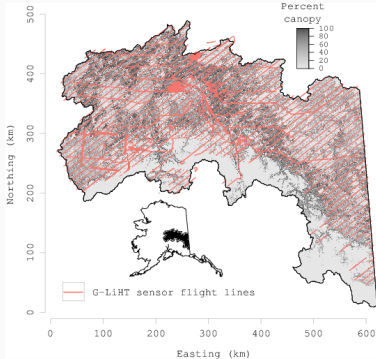 Percent
canopy
100
80
60
40
20
0
500
400
300
200
100
0
Northing (km)
G-LiHT sensor flight lines
0 100 200 300 400 500 600
Easting (km)